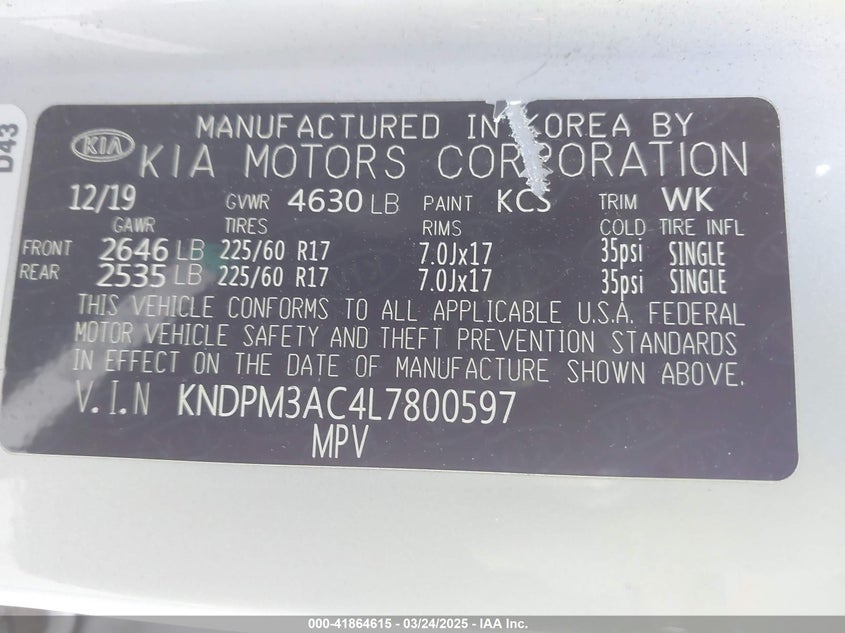 D43
MANUFACTURED IN KOREA BY
KIA KIA MOTORS CORPORATION
12/19 GVWR 4630 LB PAINT KCS TRIM WK
GAWR TIRES RIMS COLD TIRE INFL
FRONT 2646 LB 225/60 R17 7.0Jx17 35psi SINGLE
REAR 2535 LB 225/60 R17 7.0Jx17 35psi SINGLE
THIS VEHICLE CONFORMS TO ALL APPLICABLE U.S.A. FEDERAL
MOTOR VEHICLE SAFETY AND THEFT PREVENTION STANDARDS
IN EFFECT ON THE DATE OF MANUFACTURE SHOWN ABOVE.
V.I.N KNDPM3AC4L7800597
MPV
000-41864615 - 03/24/2025 - IAA Inc.